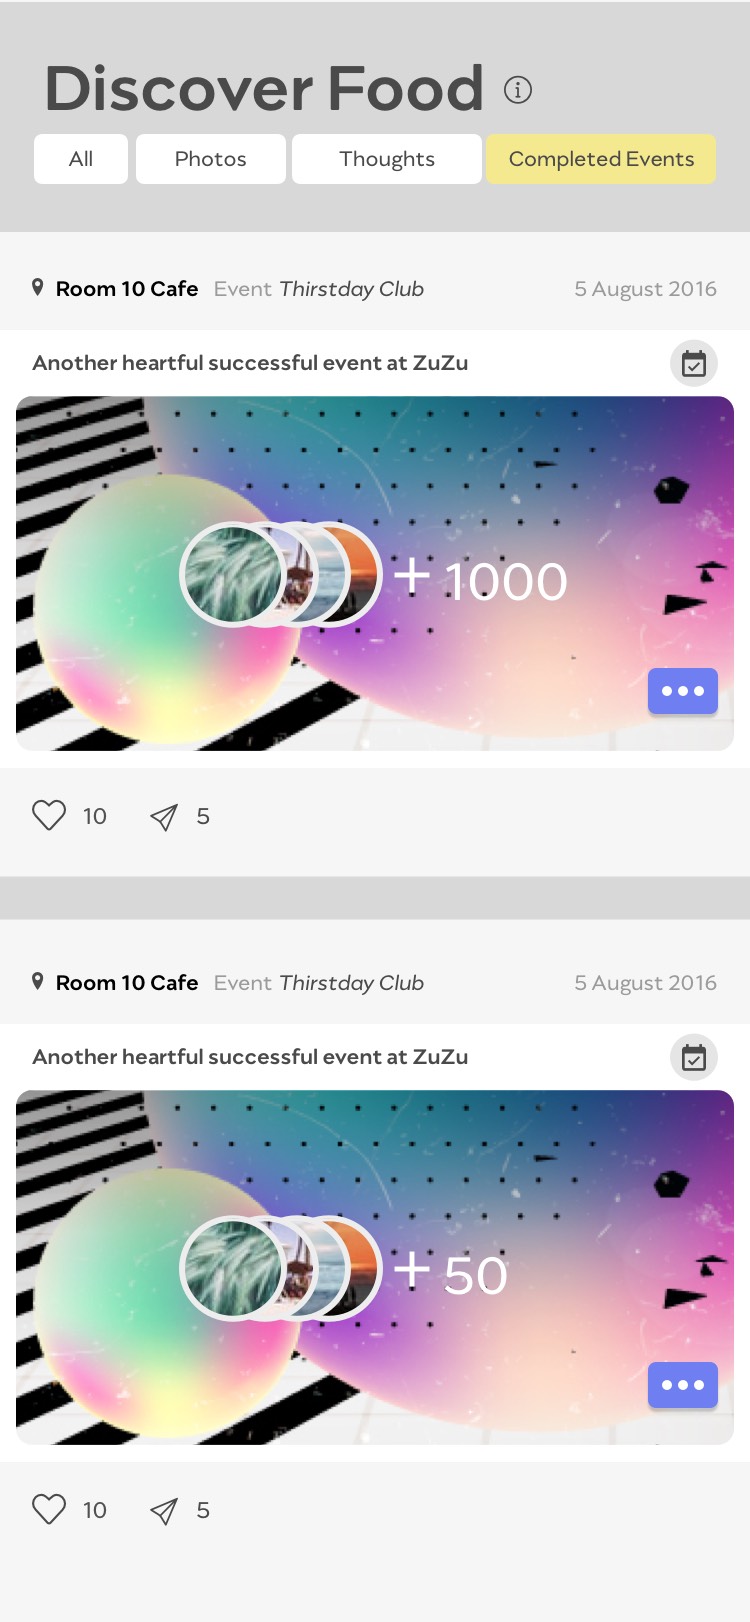 Discover Food
All Photos Thoughts Completed Events
Room 10 Cafe Event Thirstday Club 5 August 2016
Another heartful successful event at ZuZu
+ 1000
10 5
Room 10 Cafe Event Thirstday Club 5 August 2016
Another heartful successful event at ZuZu
+ 50
10 5